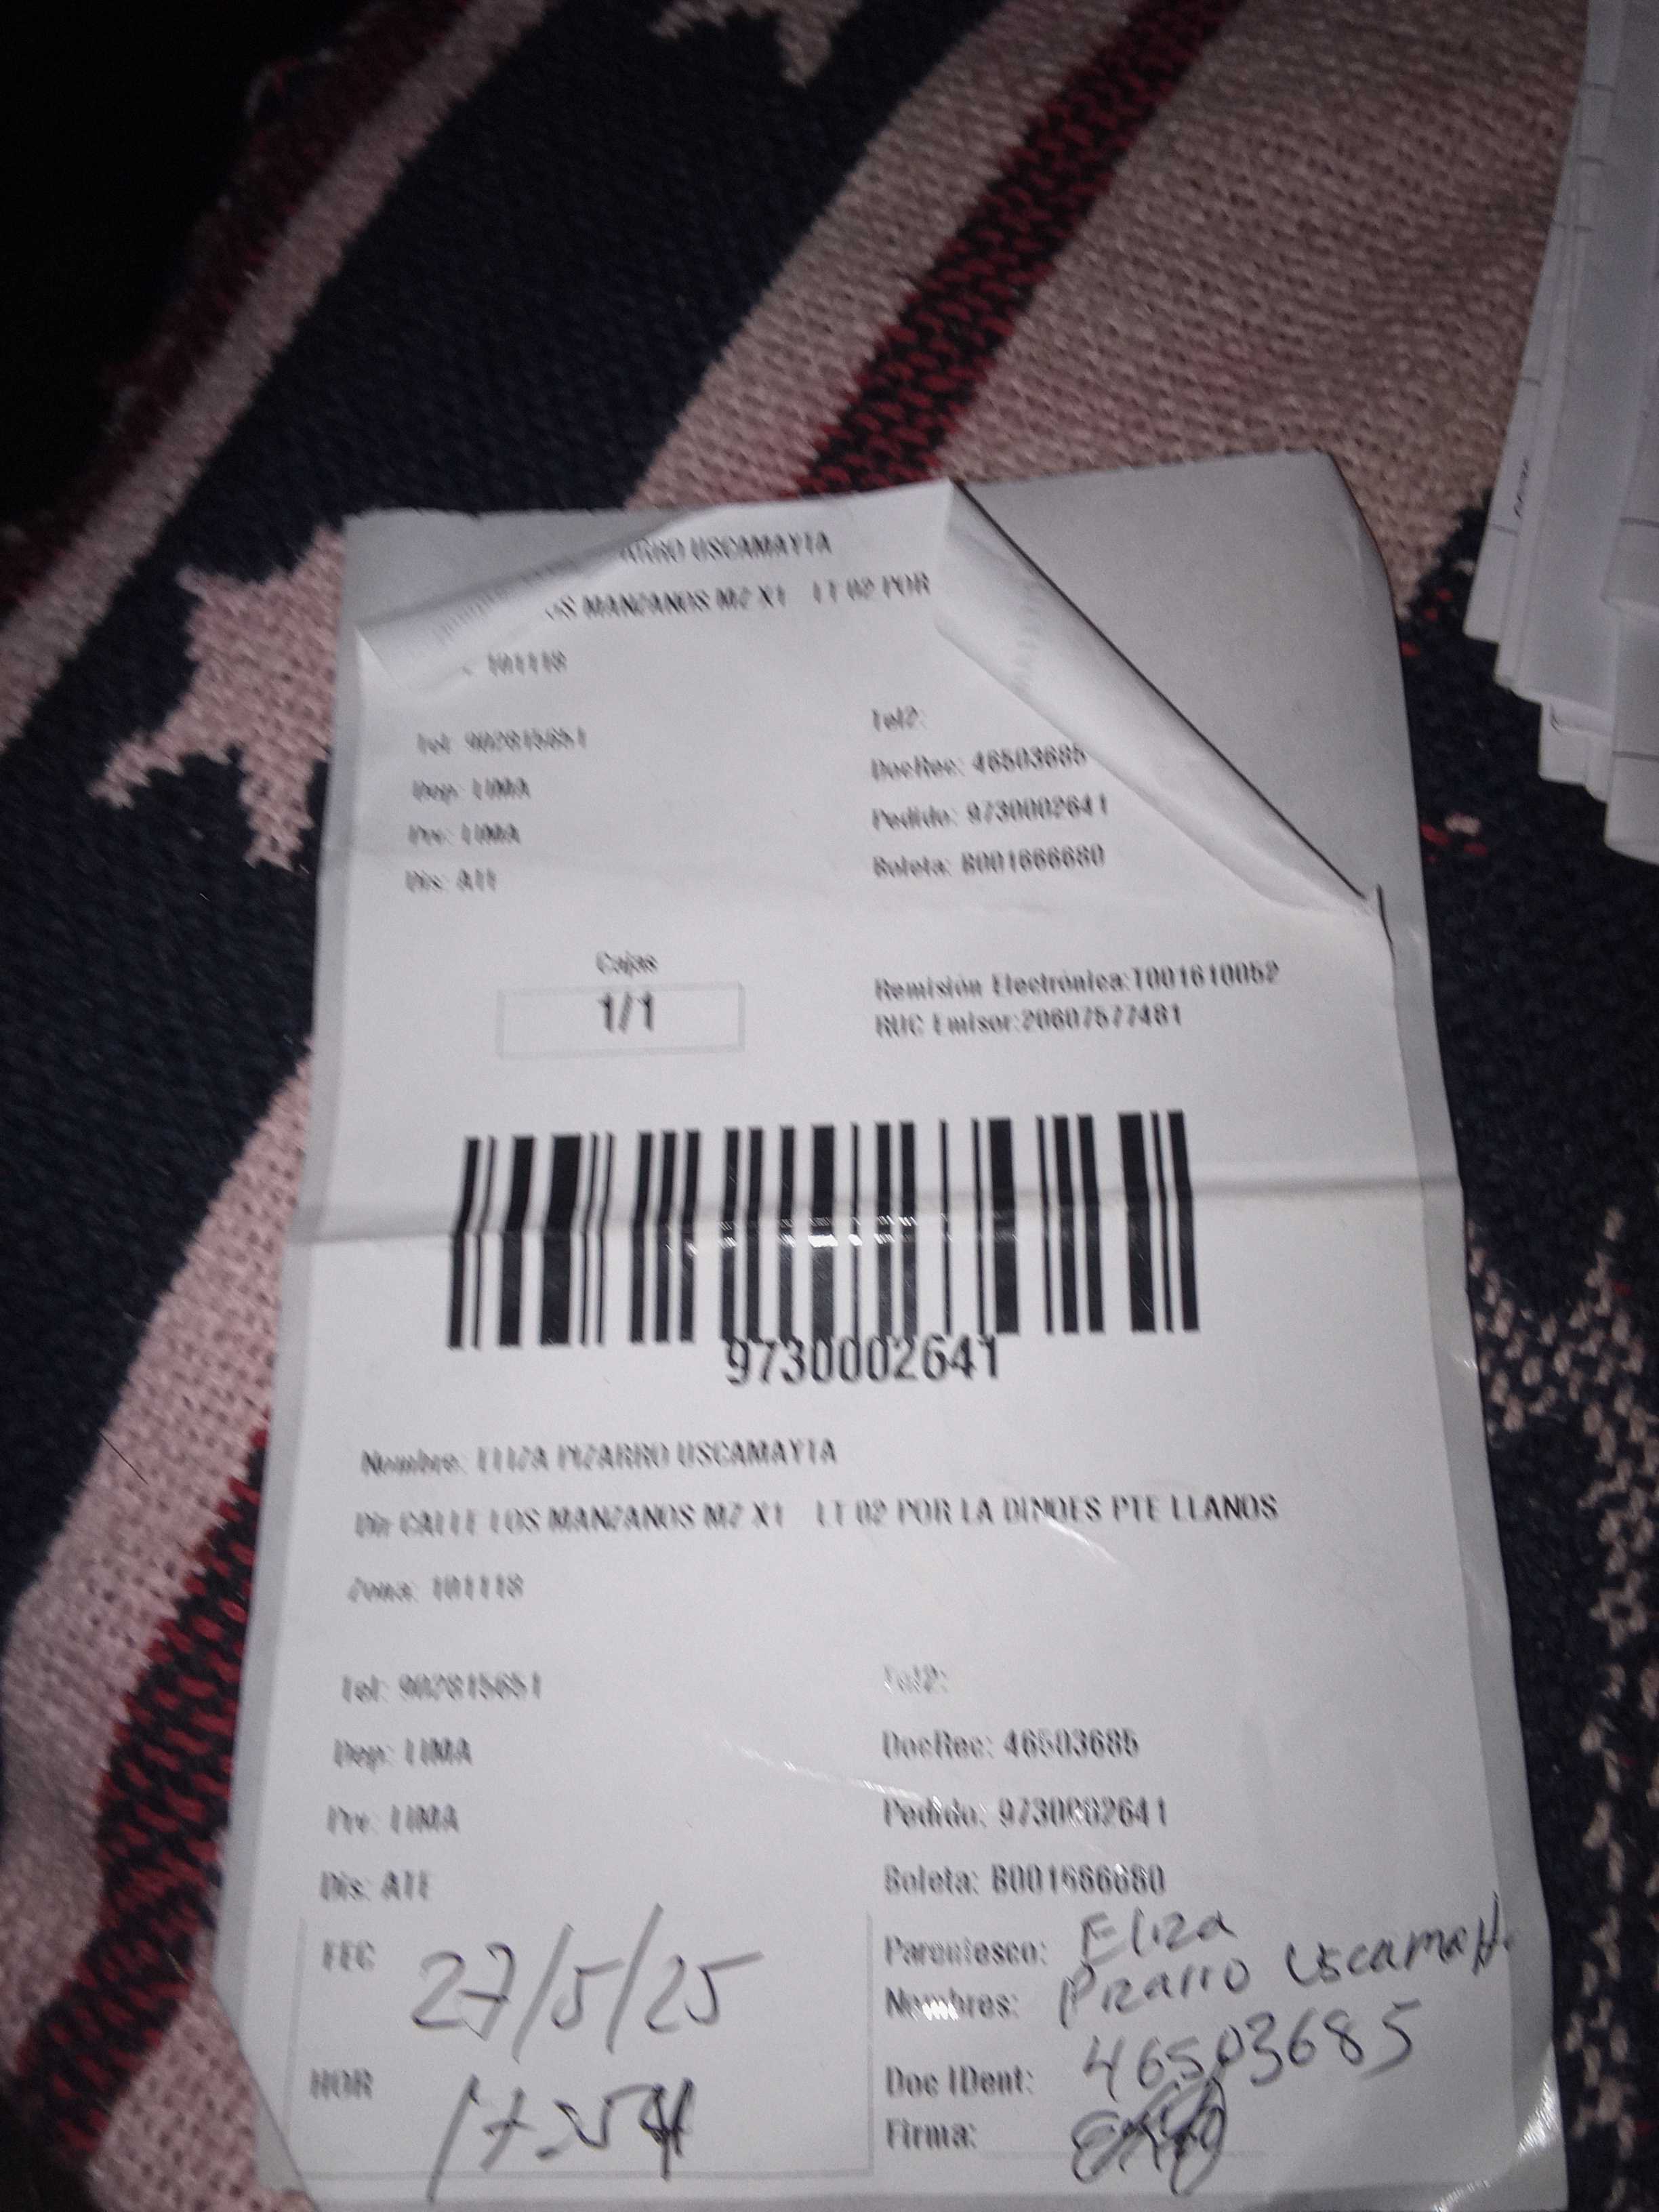 ARRO USCAMAYTA
OS MANZANOS MZ X1 LT 02 POR
101118
Tel: 902815651 Tel2:
Dep: LIMA DocRec: 46503685
Prv: LIMA Pedido: 9730002641
Dis: ATE Boleta: B001666680
Cajas
1/1
Remisión Electrónica:T001610052
RUC Emisor:20607577481
9730002641
Nombre: ELIZA PIZARRO USCAMAYTA
Dir: CALLE LOS MANZANOS MZ X1 LT 02 POR LA DINOES PTE LLANOS
Zona: 101118
Tel: 902815651 Tel2:
Dep: LIMA DocRec: 46503685
Prv: LIMA Pedido: 9730002641
Dis: ATE Boleta: B001666680
FEC 27/5/25
Parentesco: Eliza
Nombres: Pizarro Uscamayta
HOR
Doc IDent: 46503685
Firma: